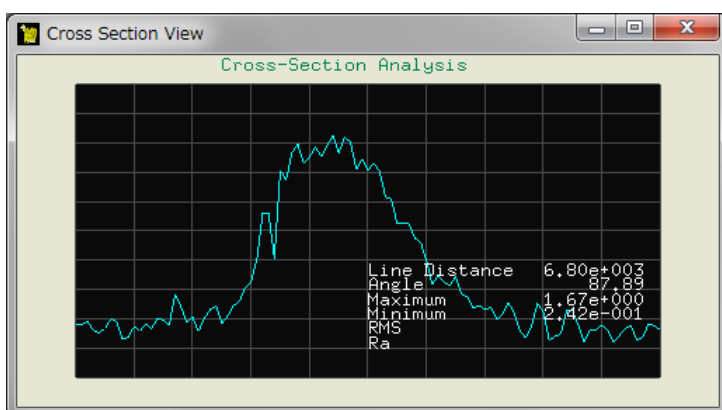 Cross Section View
Cross-Section Analysis
Line Distance 6.80e+003
Angle 87.89
Maximum 1.67e+000
Minimum 2.42e-001
RMS
Ra